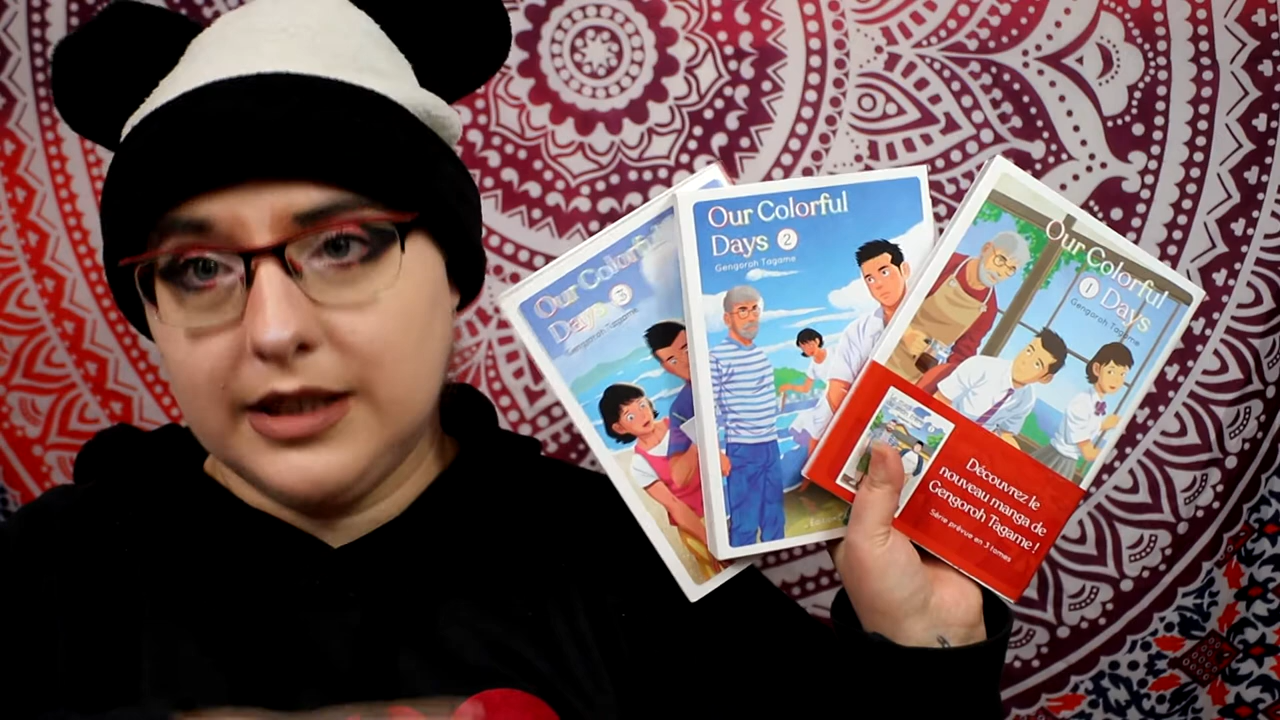 Our Colorful
Days 3
Gengoroh Tagame
Our Colorful
Days 2
Gengoroh Tagame
Our Colorful
1 Days
Gengoroh Tagame
Découvrez le
nouveau manga de
Gengoroh Tagame !
Série prévue en 3 tomes